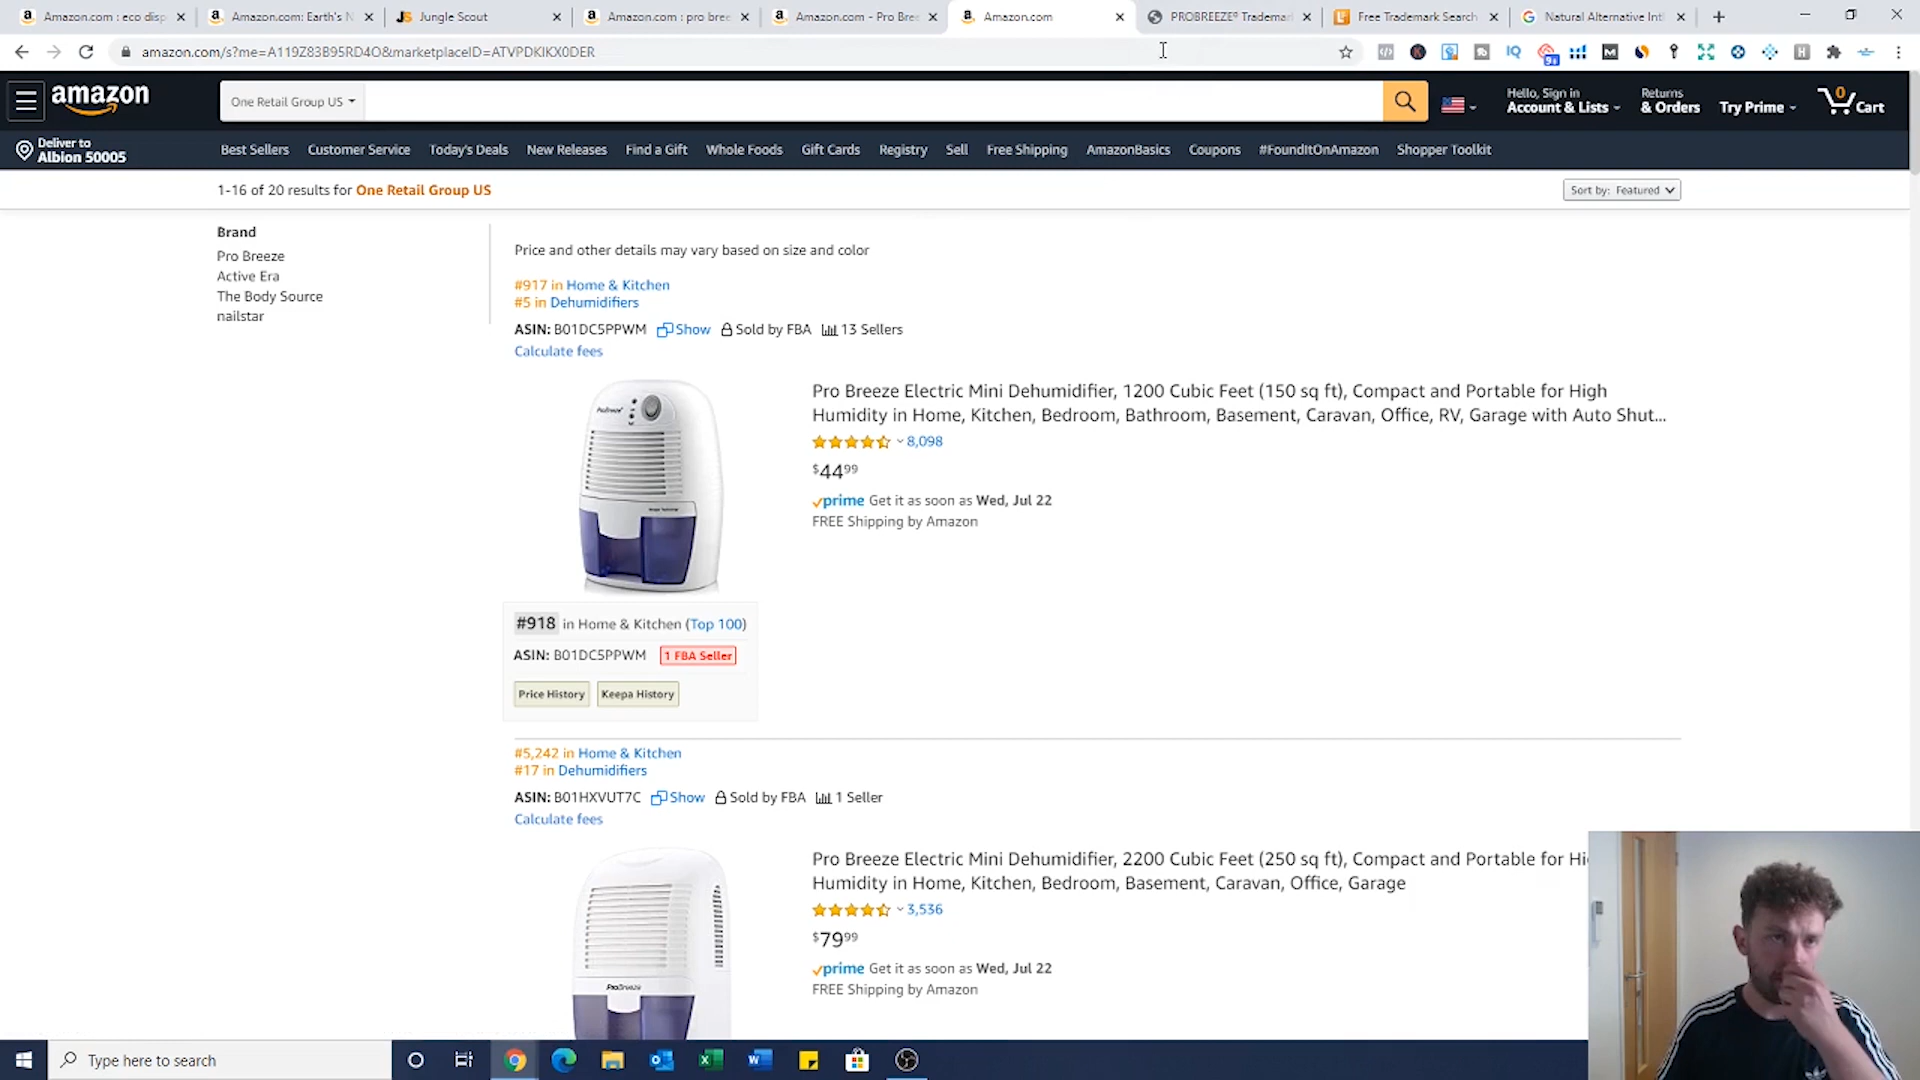 Amazon.com : eco disp
Amazon.com: Earth's N
Jungle Scout
Amazon.com : pro bree
Amazon.com - Pro Bree
Amazon.com
PROBREEZE® Trademar
Free Trademark Search
Natural Alternative Int
amazon.com/s?me=A119Z83B95RD4O&marketplaceID=ATVPDKIKX0DER
amazon
One Retail Group US
Hello, Sign in
Account & Lists
Returns
& Orders
Try Prime
0
Cart
Deliver to
Albion 50005
Best Sellers
Customer Service
Today's Deals
New Releases
Find a Gift
Whole Foods
Gift Cards
Registry
Sell
Free Shipping
AmazonBasics
Coupons
#FoundItOnAmazon
Shopper Toolkit
1-16 of 20 results for One Retail Group US
Sort by: Featured
Brand
Pro Breeze
Active Era
The Body Source
nailstar
Price and other details may vary based on size and color
#917 in Home & Kitchen
#5 in Dehumidifiers
ASIN: B01DC5PPWM Show Sold by FBA 13 Sellers
Calculate fees
ProBreeze
Pro Breeze Electric Mini Dehumidifier, 1200 Cubic Feet (150 sq ft), Compact and Portable for High
Humidity in Home, Kitchen, Bedroom, Bathroom, Basement, Caravan, Office, RV, Garage with Auto Shut...
8,098
$44.99
prime Get it as soon as Wed, Jul 22
FREE Shipping by Amazon
#918 in Home & Kitchen (Top 100)
ASIN: B01DC5PPWM 1 FBA Seller
Price History
Keepa History
#5,242 in Home & Kitchen
#17 in Dehumidifiers
ASIN: B01HXVUT7C Show Sold by FBA 1 Seller
Calculate fees
ProBreeze
Pro Breeze Electric Mini Dehumidifier, 2200 Cubic Feet (250 sq ft), Compact and Portable for Hi
Humidity in Home, Kitchen, Bedroom, Basement, Caravan, Office, Garage
3,536
$79.99
prime Get it as soon as Wed, Jul 22
FREE Shipping by Amazon
Type here to search